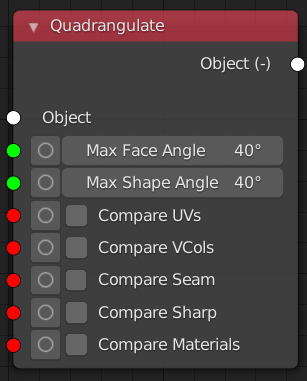 Quadrangulate
Object (-)
Object
Max Face Angle 40°
Max Shape Angle 40°
Compare UVs
Compare VCols
Compare Seam
Compare Sharp
Compare Materials